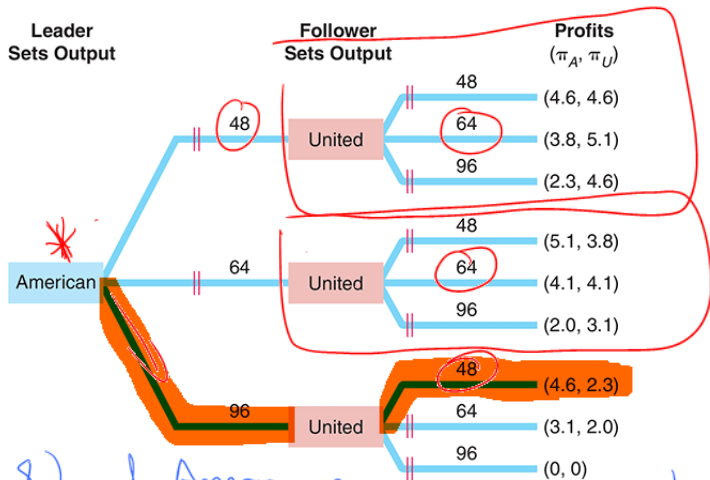 Leader Follower Profits
Sets Output Sets Output (πA, πU)
48
48 64 (4.6, 4.6)
United (3.8, 5.1)
96
(2.3, 4.6)
48
64 64 (5.1, 3.8)
American United (4.1, 4.1)
96
(2.0, 3.1)
48
96 (4.6, 2.3)
64
United (3.1, 2.0)
96
(0, 0)
8)